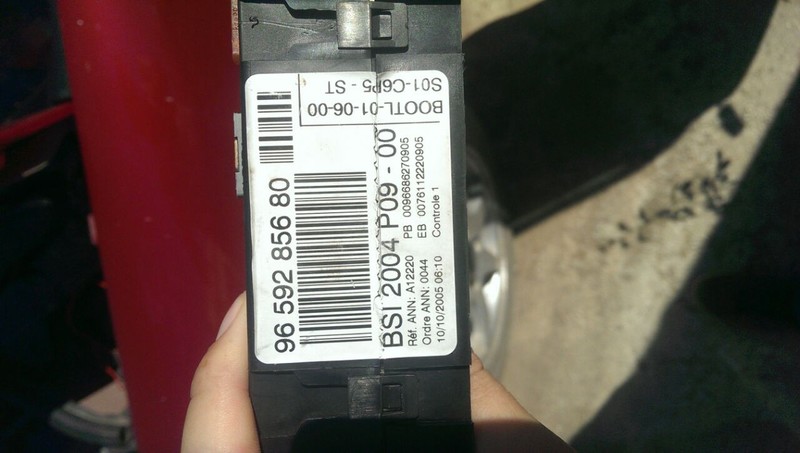 96 592 856 80
BSI 2004 P09 - 00
Réf. ANN: A12220 PB 0096686270905
Ordre ANN: 0044 EB 0076112220905
10/10/2005 06:10 Controle 1
BOOTL-01-06-00
S01-C6P5 - ST